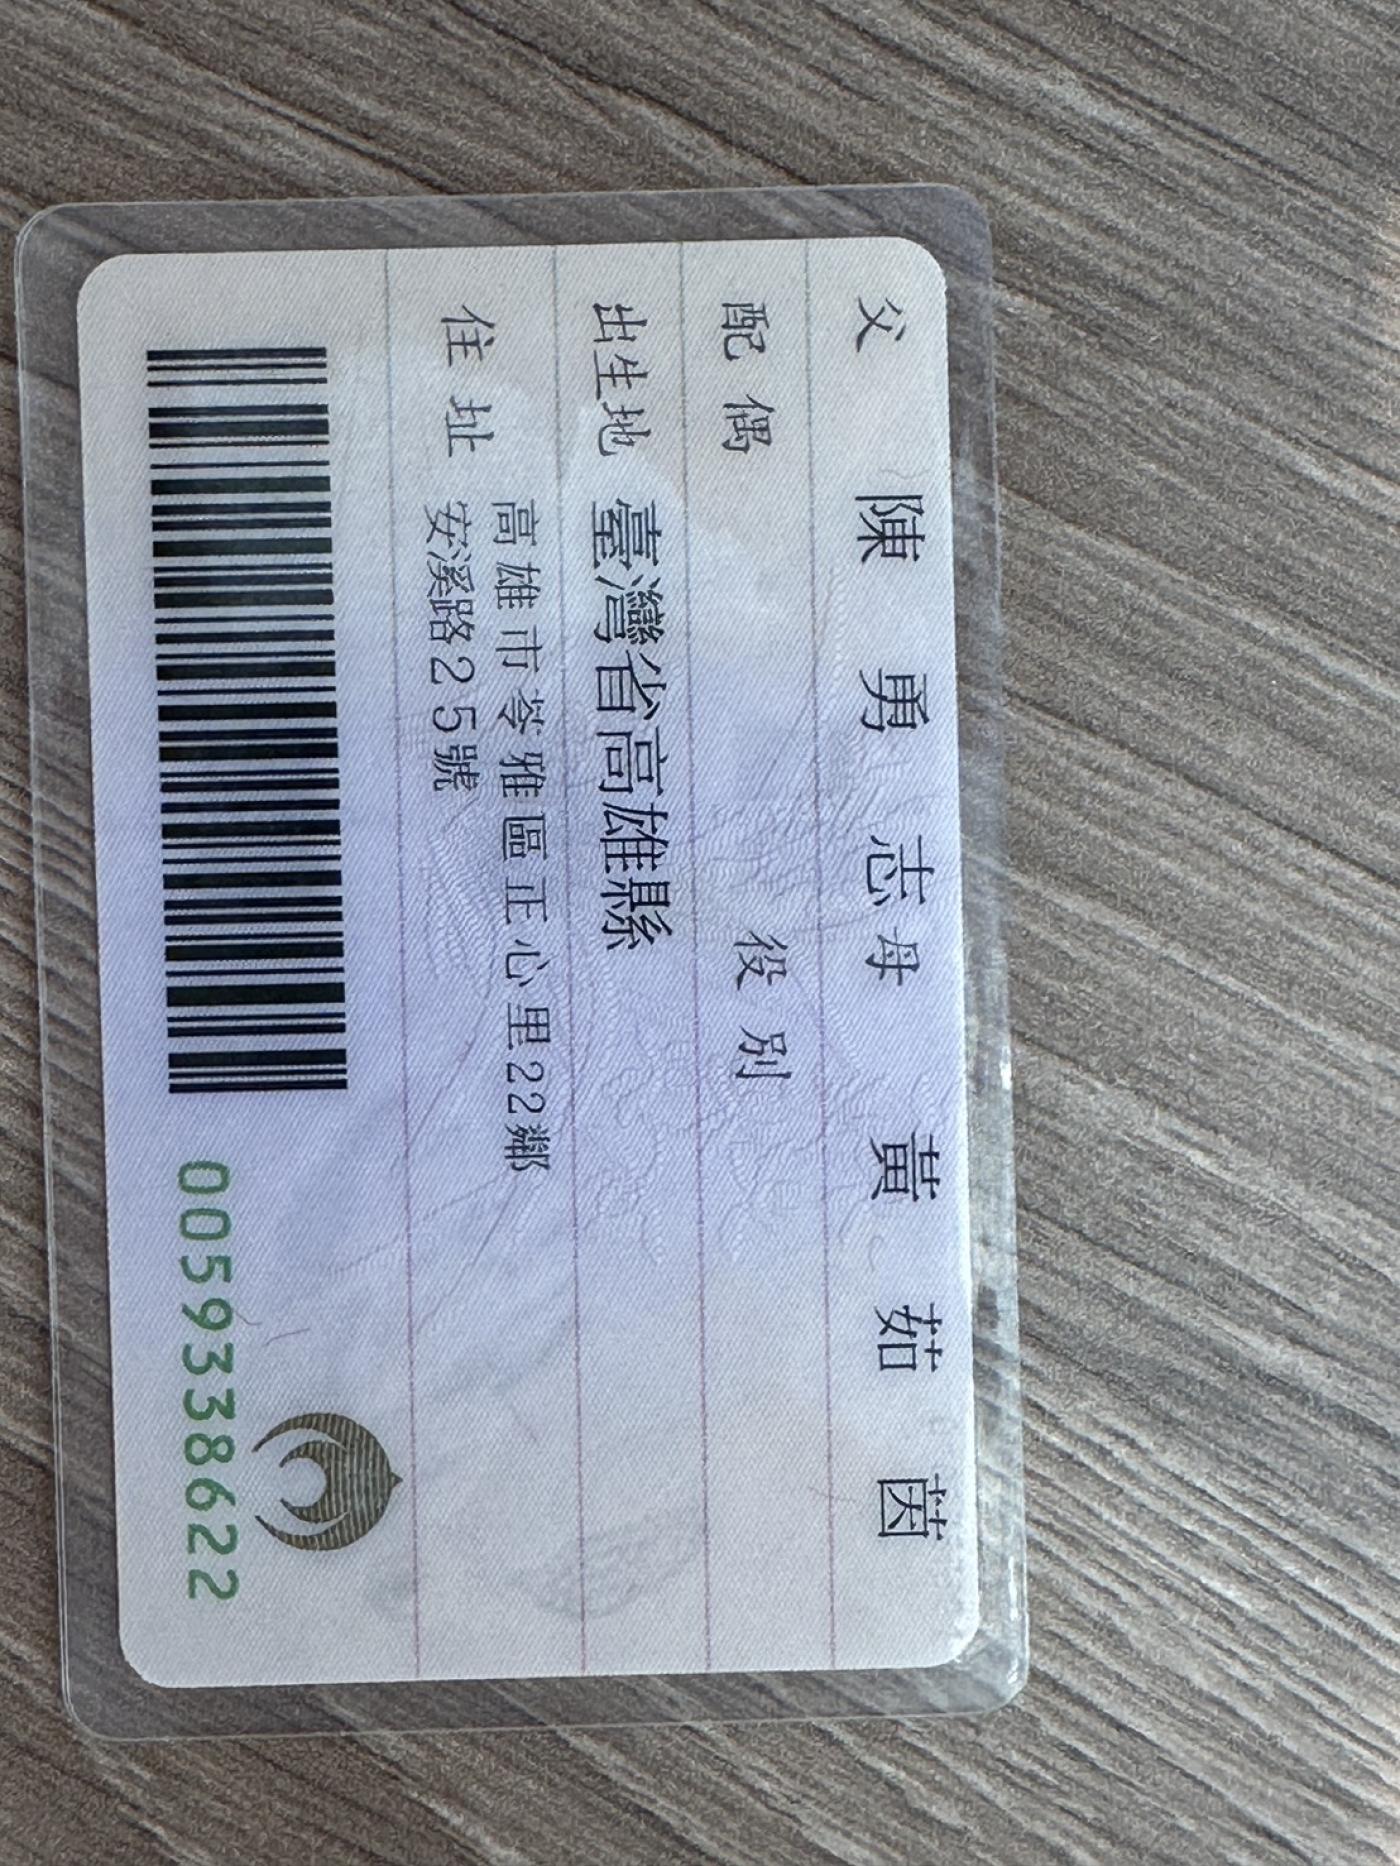 父 陳勇志 母 黃茹茵
配偶 役別
出生地 臺灣省高雄縣
住址 高雄市苓雅區正心里22鄰
安溪路25號
0059338622